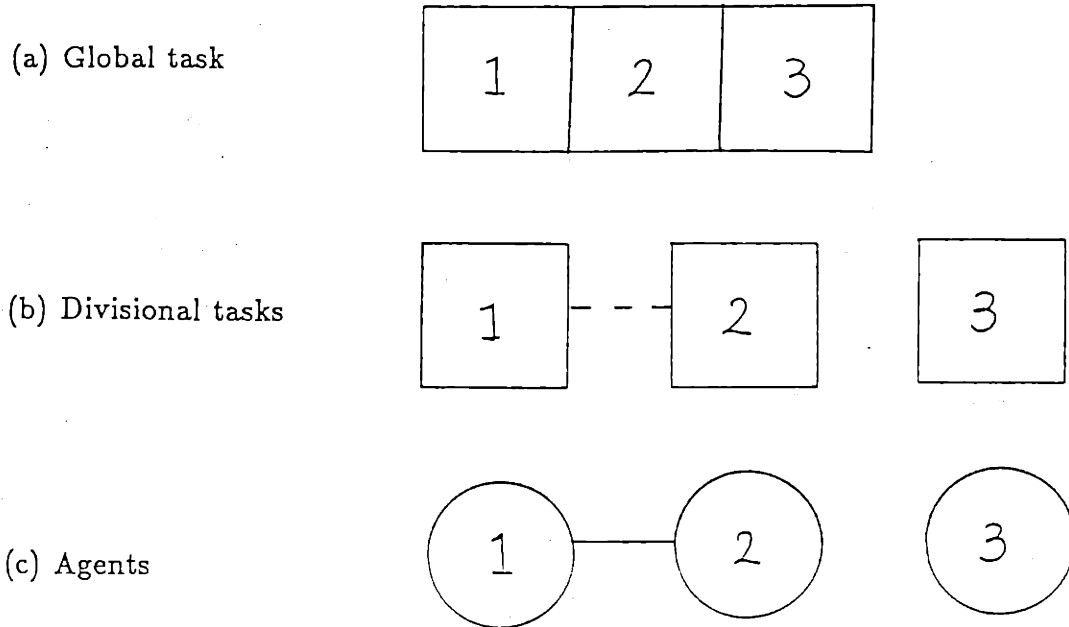 (a) Global task
1 2 3
(b) Divisional tasks
1 2 3
(c) Agents
1 2 3